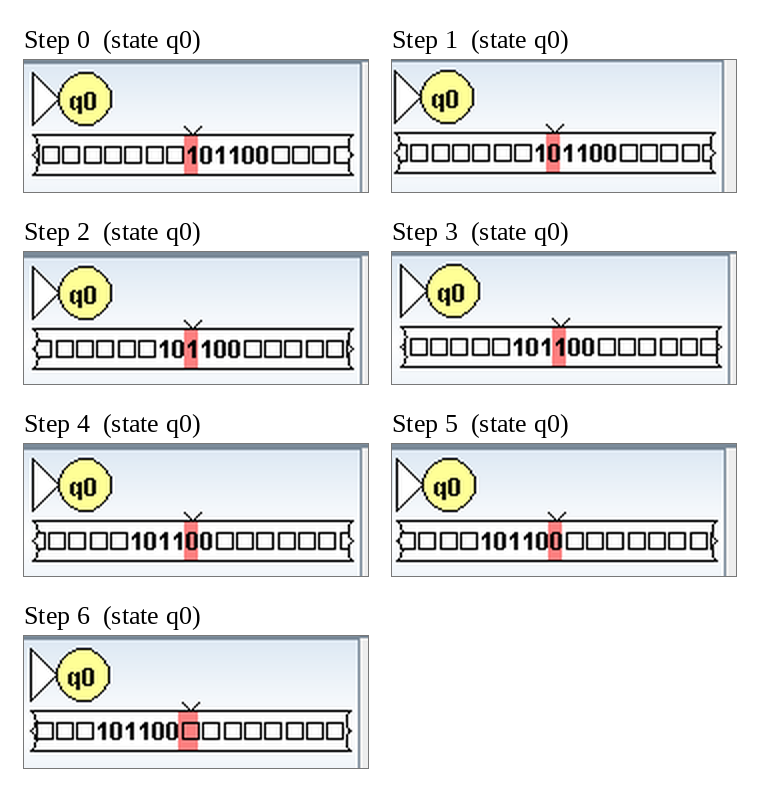 Step 0 (state q0)
q0
101100
Step 1 (state q0)
q0
101100
Step 2 (state q0)
q0
101100
Step 3 (state q0)
q0
101100
Step 4 (state q0)
q0
101100
Step 5 (state q0)
q0
101100
Step 6 (state q0)
q0
101100